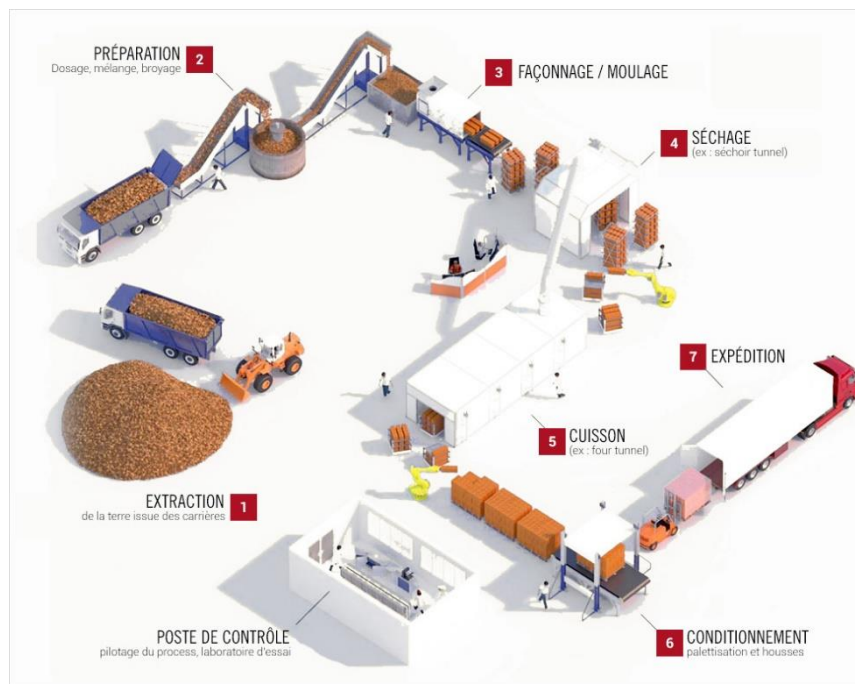 PRÉPARATION 2
Dosage, mélange, broyage
3 FAÇONNAGE / MOULAGE
4 SÉCHAGE
(ex : séchoir tunnel)
7 EXPÉDITION
5 CUISSON
(ex : four tunnel)
EXTRACTION 1
de la terre issue des carrières
POSTE DE CONTRÔLE
pilotage du process, laboratoire d'essai
6 CONDITIONNEMENT
palettisation et housses